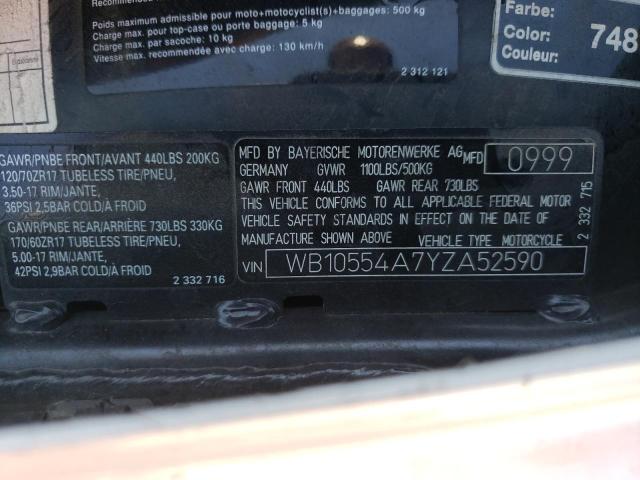 Recommended
Poids maximum admissible pour moto+motocyclist(s)+baggages: 500 kg
Charge max. pour top-case ou porte-baggages: 5 kg
Charge max. par sacoche: 10 kg
Vitesse max. recommendée avec charge: 130 km/h
2 312 121
Farbe:
Color: 748
Couleur:
GAWR/PNBE FRONT/AVANT 440LBS 200KG
120/70ZR17 TUBELESS TIRE/PNEU,
3.50-17 RIM/JANTE,
36PSI 2,5BAR COLD/A FROID
GAWR/PNBE REAR/ARRIÈRE 730LBS 330KG
170/60ZR17 TUBELESS TIRE/PNEU,
5.00-17 RIM/JANTE,
42PSI 2,9BAR COLD/À FROID
2 332 716
MFD BY BAYERISCHE MOTORENWERKE AG MFD 0999
GERMANY GVWR 1100LBS/500KG
GAWR FRONT 440LBS GAWR REAR 730LBS
THIS VEHICLE CONFORMS TO ALL APPLICABLE FEDERAL MOTOR
VEHICLE SAFETY STANDARDS IN EFFECT ON THE DATE OF
MANUFACTURE SHOWN ABOVE.
VEHICLE TYPE: MOTORCYCLE
VIN WB10554A7YZA52590
2 332 715